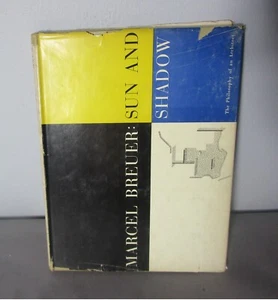 MARCEL BREUER: SUN AND
SHADOW
The Philosophy of an Architect